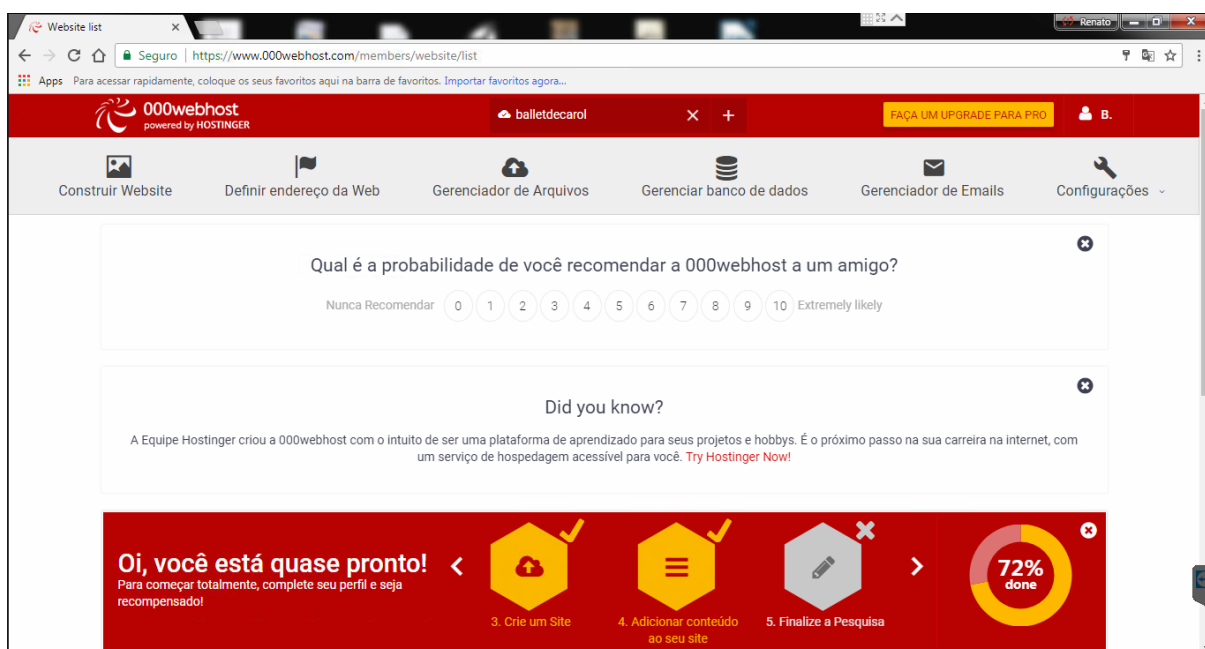 Website list
Renato
Seguro
https://www.000webhost.com/members/website/list
Apps Para acessar rapidamente, coloque os seus favoritos aqui na barra de favoritos. Importar favoritos agora...
000webhost
powered by HOSTINGER
balletdecarol
FAÇA UM UPGRADE PARA PRO
B.
Construir Website
Definir endereço da Web
Gerenciador de Arquivos
Gerenciar banco de dados
Gerenciador de Emails
Configurações
Qual é a probabilidade de você recomendar a 000webhost a um amigo?
Nunca Recomendar 0 1 2 3 4 5 6 7 8 9 10 Extremely likely
Did you know?
A Equipe Hostinger criou a 000webhost com o intuito de ser uma plataforma de aprendizado para seus projetos e hobbys. É o próximo passo na sua carreira na internet, com
um serviço de hospedagem acessível para você. Try Hostinger Now!
Oi, você está quase pronto!
Para começar totalmente, complete seu perfil e seja
recompensado!
3. Crie um Site
4. Adicionar conteúdo
ao seu site
5. Finalize a Pesquisa
72%
done